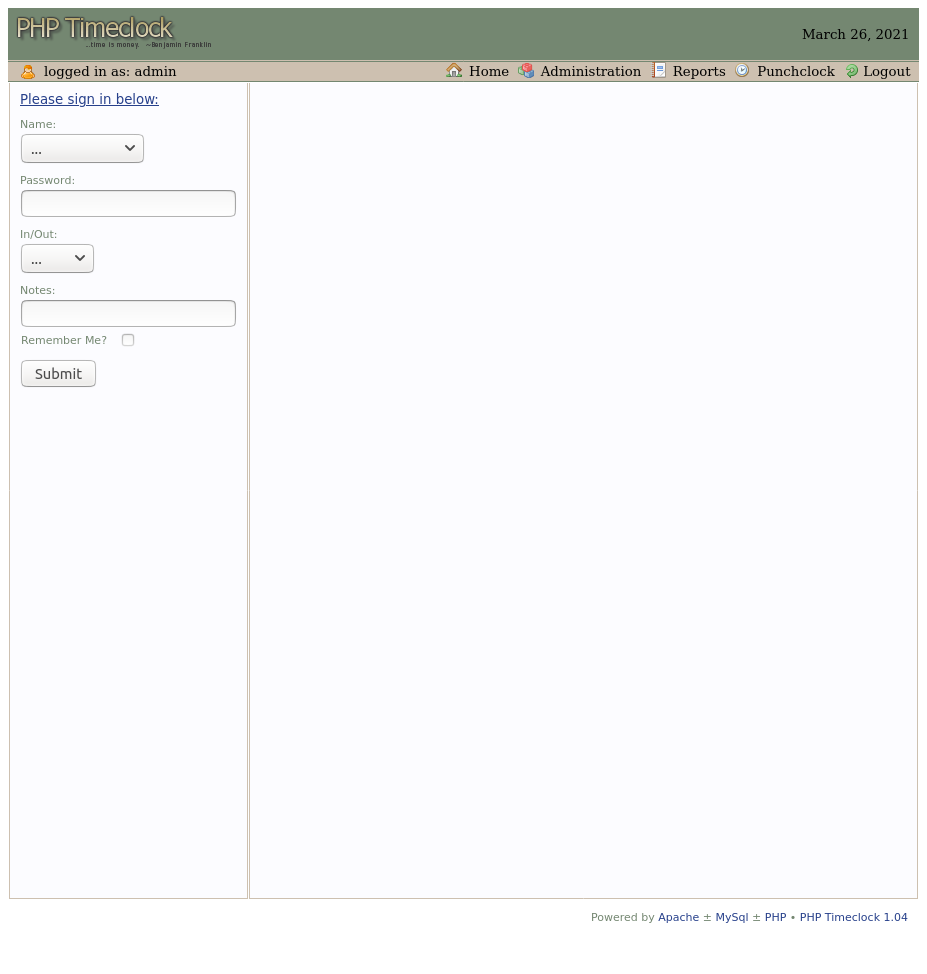 PHP Timeclock
...time is money. ~Benjamin Franklin
March 26, 2021
logged in as: admin
Home Administration Reports Punchclock Logout
Please sign in below:
Name:
...
Password:
In/Out:
...
Notes:
Remember Me?
Submit
Powered by Apache ± MySql ± PHP • PHP Timeclock 1.04